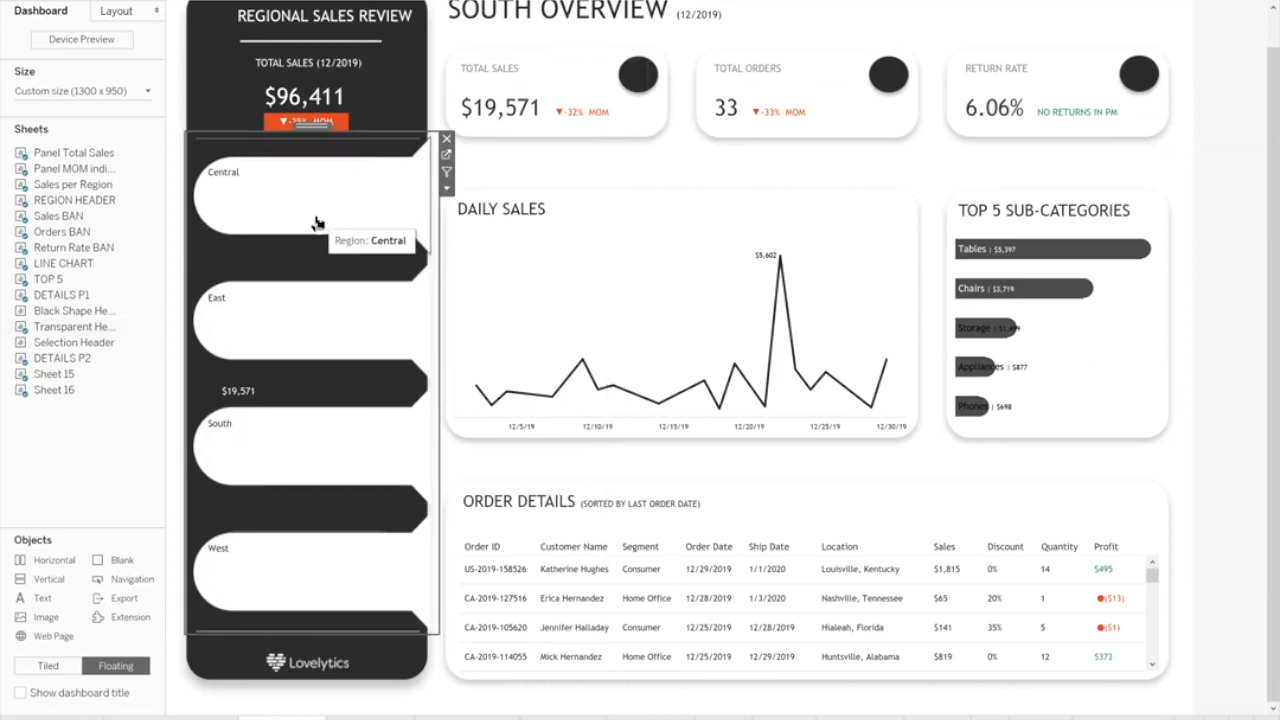 Dashboard
Layout
Device Preview
Size
Custom size (1300 x 950)
Sheets
Panel Total Sales
Panel MOM indi...
Sales per Region
REGION HEADER
Sales BAN
Orders BAN
Return Rate BAN
LINE CHART
TOP 5
DETAILS P1
Black Shape He...
Transparent He...
Selection Header
DETAILS P2
Sheet 15
Sheet 16
Objects
Horizontal
Blank
Vertical
Navigation
Text
Export
Image
Extension
Web Page
Tiled
Floating
Show dashboard title
REGIONAL SALES REVIEW
TOTAL SALES (12/2019)
$96,411
Central
Region: Central
East
$19,571
South
West
Lovelytics
SOUTH OVERVIEW (12/2019)
TOTAL SALES
$19,571 ▼-32% MOM
TOTAL ORDERS
33 ▼-33% MOM
RETURN RATE
6.06% NO RETURNS IN PM
DAILY SALES
$5,602
12/5/19 12/10/19 12/15/19 12/20/19 12/25/19 12/30/19
TOP 5 SUB-CATEGORIES
Tables | $5,397
Chairs | $3,719
Storage |
Appliances | $877
Phones | $698
ORDER DETAILS (SORTED BY LAST ORDER DATE)
Order ID Customer Name Segment Order Date Ship Date Location Sales Discount Quantity Profit
US-2019-158526 Katherine Hughes Consumer 12/29/2019 1/1/2020 Louisville, Kentucky $1,815 0% 14 $495
CA-2019-127516 Erica Hernandez Home Office 12/28/2019 1/3/2020 Nashville, Tennessee $65 20% 1 ($13)
CA-2019-105620 Jennifer Halladay Consumer 12/25/2019 12/28/2019 Hialeah, Florida $141 35% 5 ($1)
CA-2019-114055 Mick Hernandez Home Office 12/25/2019 12/29/2019 Huntsville, Alabama $819 0% 12 $373